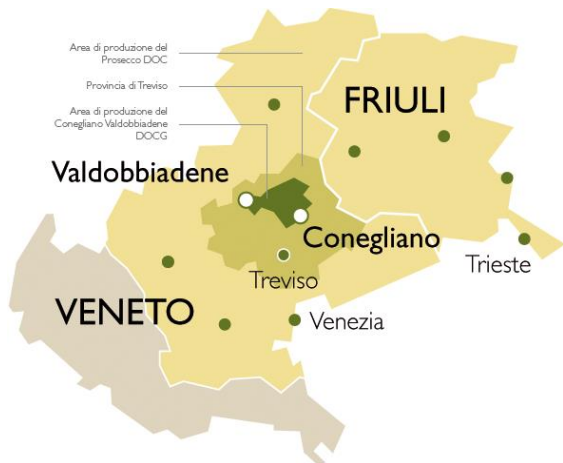 Area di produzione del
Prosecco DOC
Provincia di Treviso
Area di produzione del
Conegliano Valdobbiadene
DOCG
FRIULI
Valdobbiadene
Conegliano
Trieste
Treviso
VENETO
Venezia